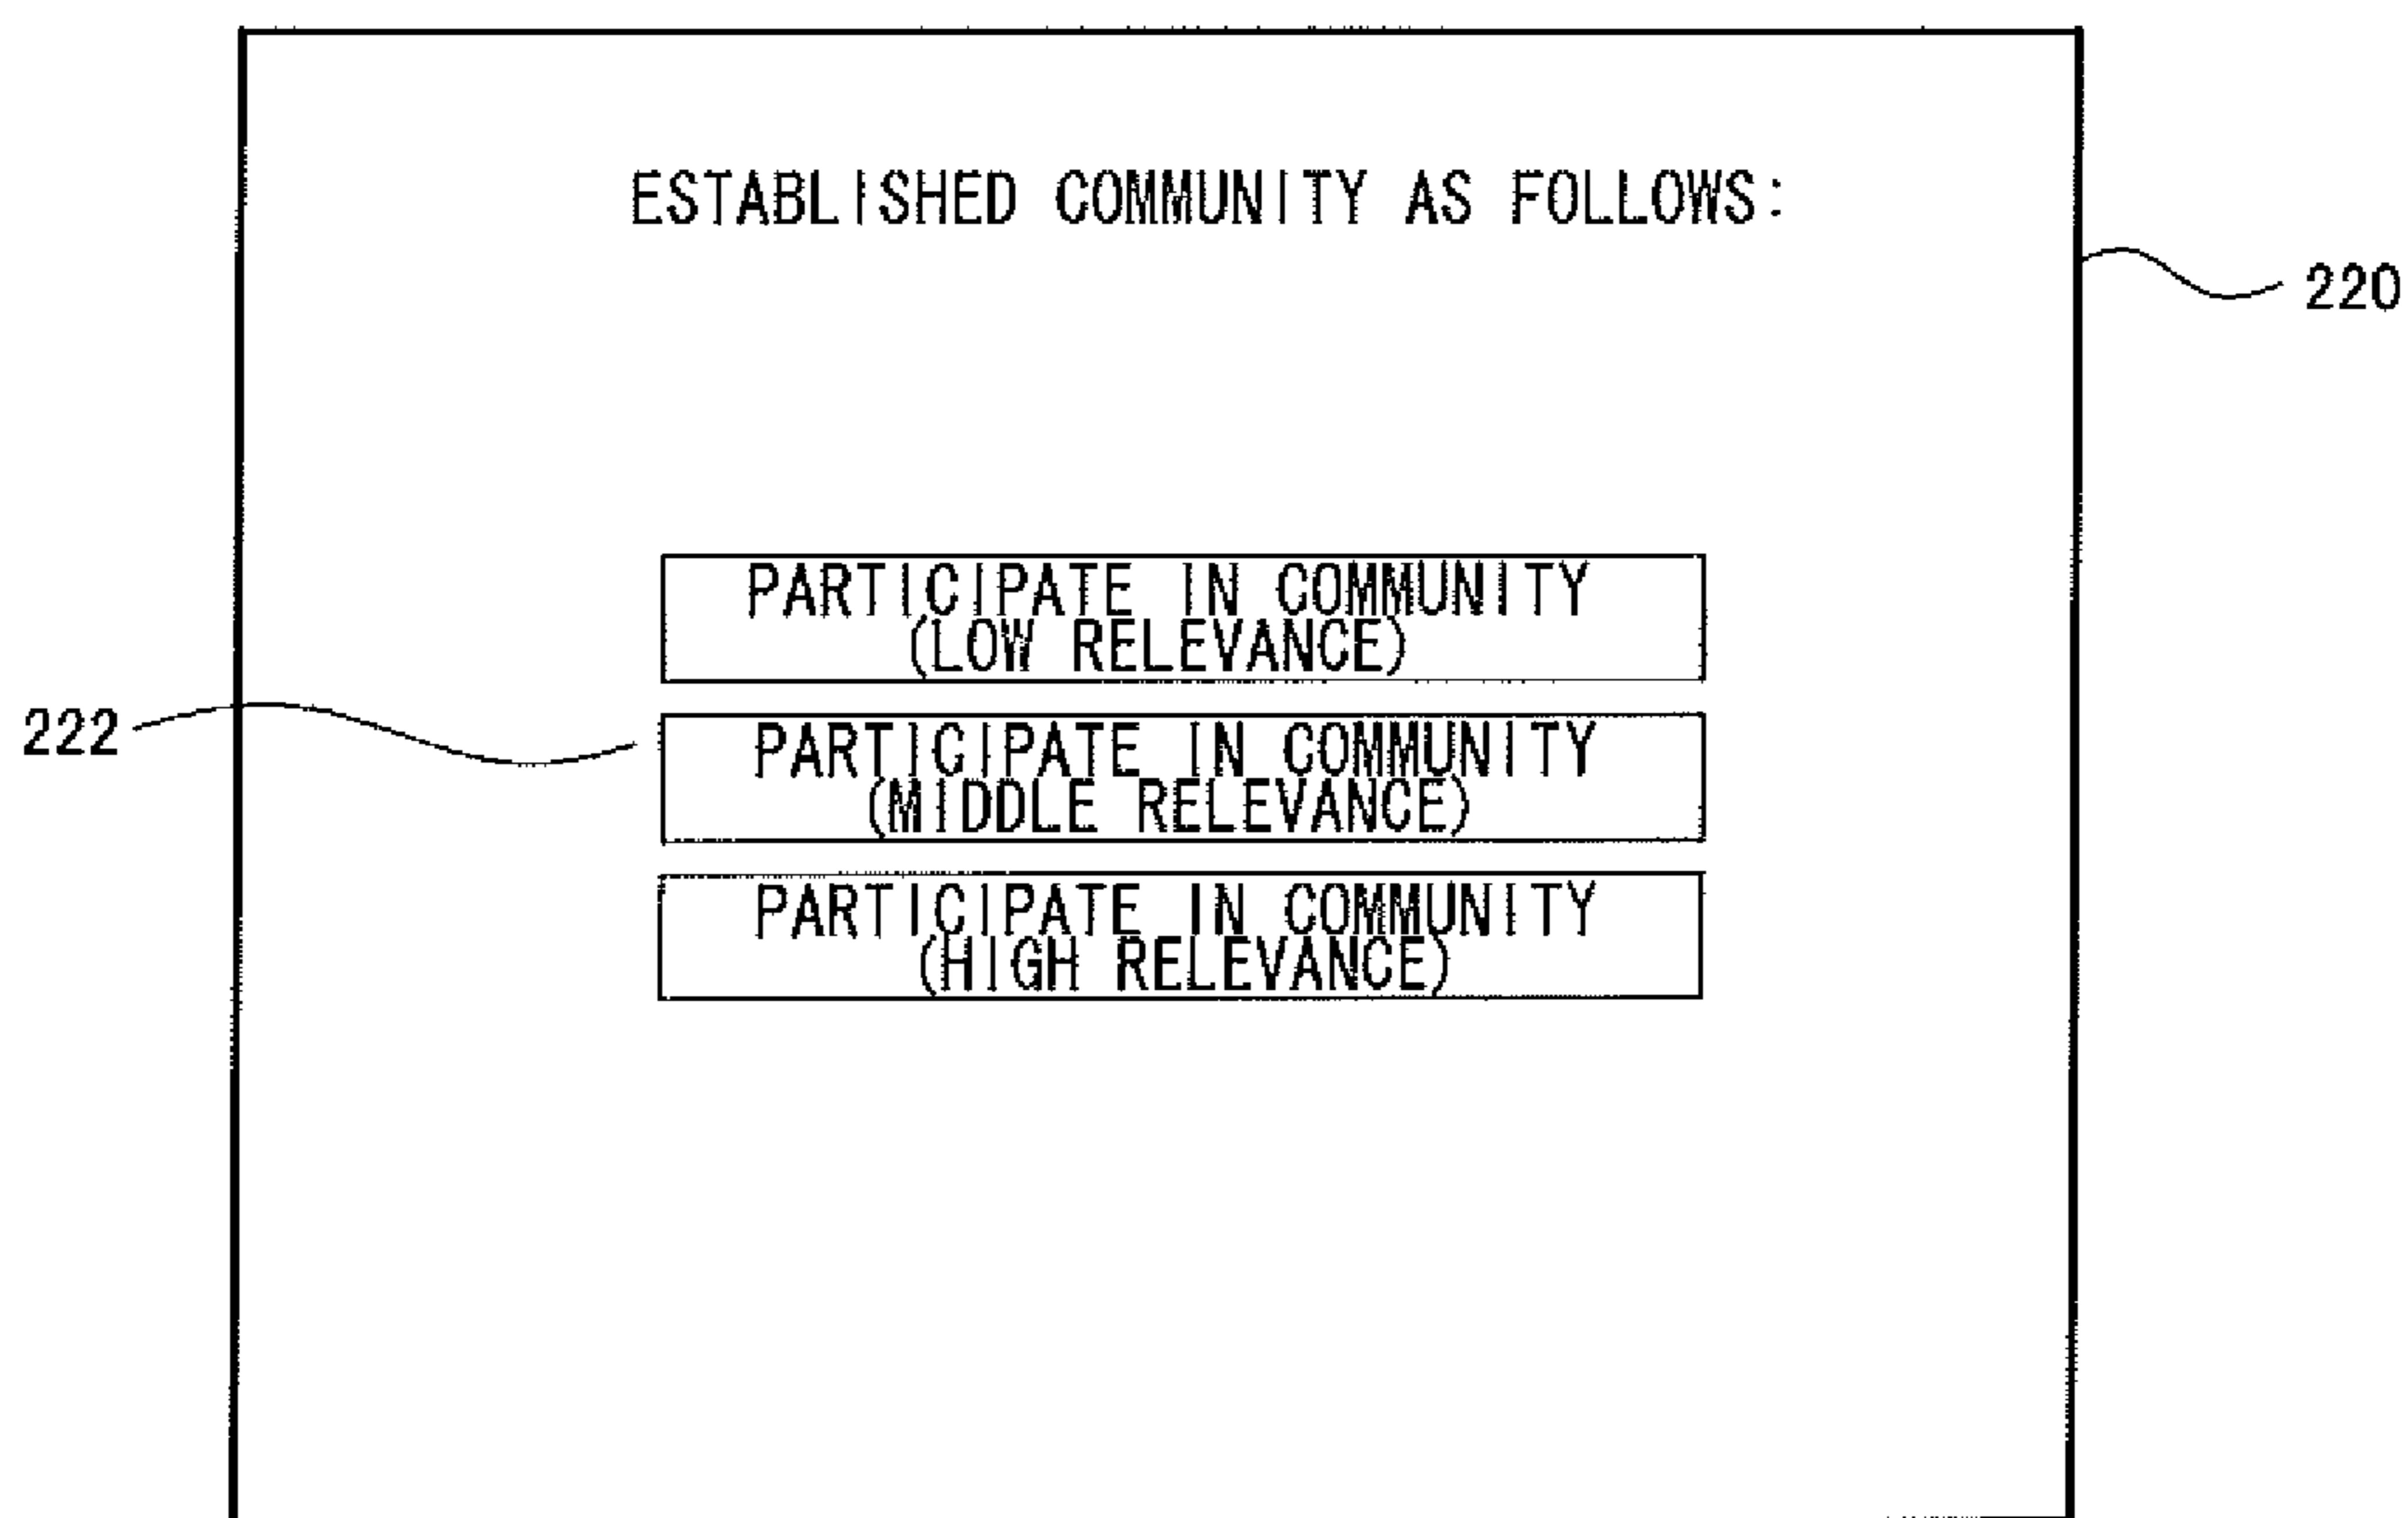 ESTABLISHED COMMUNITY AS FOLLOWS:
220
PARTICIPATE IN COMMUNITY
(LOW RELEVANCE)
222
PARTICIPATE IN COMMUNITY
(MIDDLE RELEVANCE)
PARTICIPATE IN COMMUNITY
(HIGH RELEVANCE)